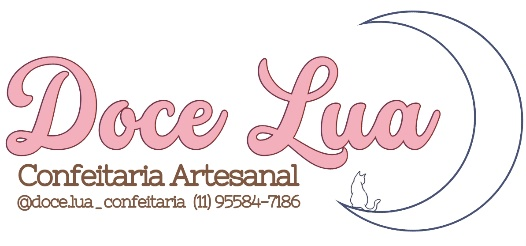 Doce Lua
Confeitaria Artesanal
@doce.lua_confeitaria (11) 95584-7186